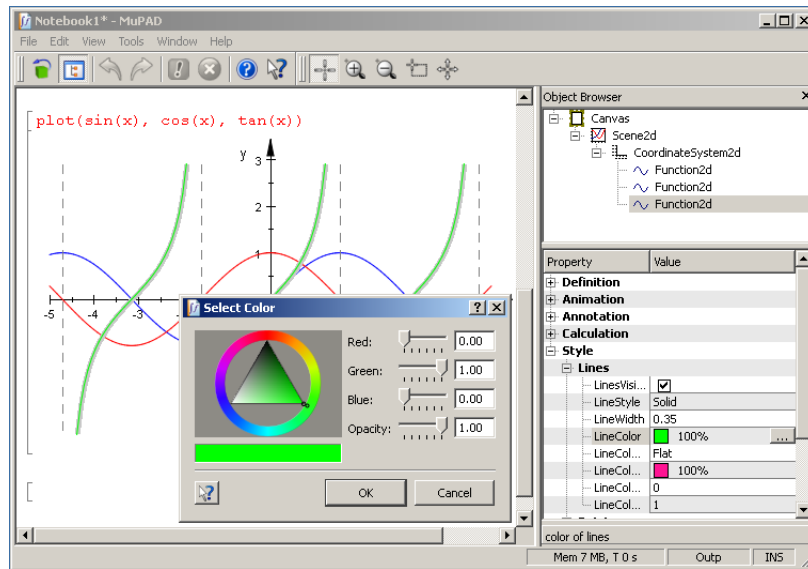 Notebook1* - MuPAD
File Edit View Tools Window Help
plot(sin(x), cos(x), tan(x))
y
3
2
1
-5 -4 -3 -2
Object Browser
Canvas
Scene2d
CoordinateSystem2d
Function2d
Function2d
Function2d
Property Value
Definition
Animation
Annotation
Calculation
Style
Lines
LinesVisi...
LineStyle Solid
LineWidth 0.35
LineColor 100% ...
LineCol... Flat
LineCol... 100%
LineCol... 0
LineCol... 1
color of lines
Select Color
Red: 0.00
Green: 1.00
Blue: 0.00
Opacity: 1.00
OK Cancel
Mem 7 MB, T 0 s Outp INS